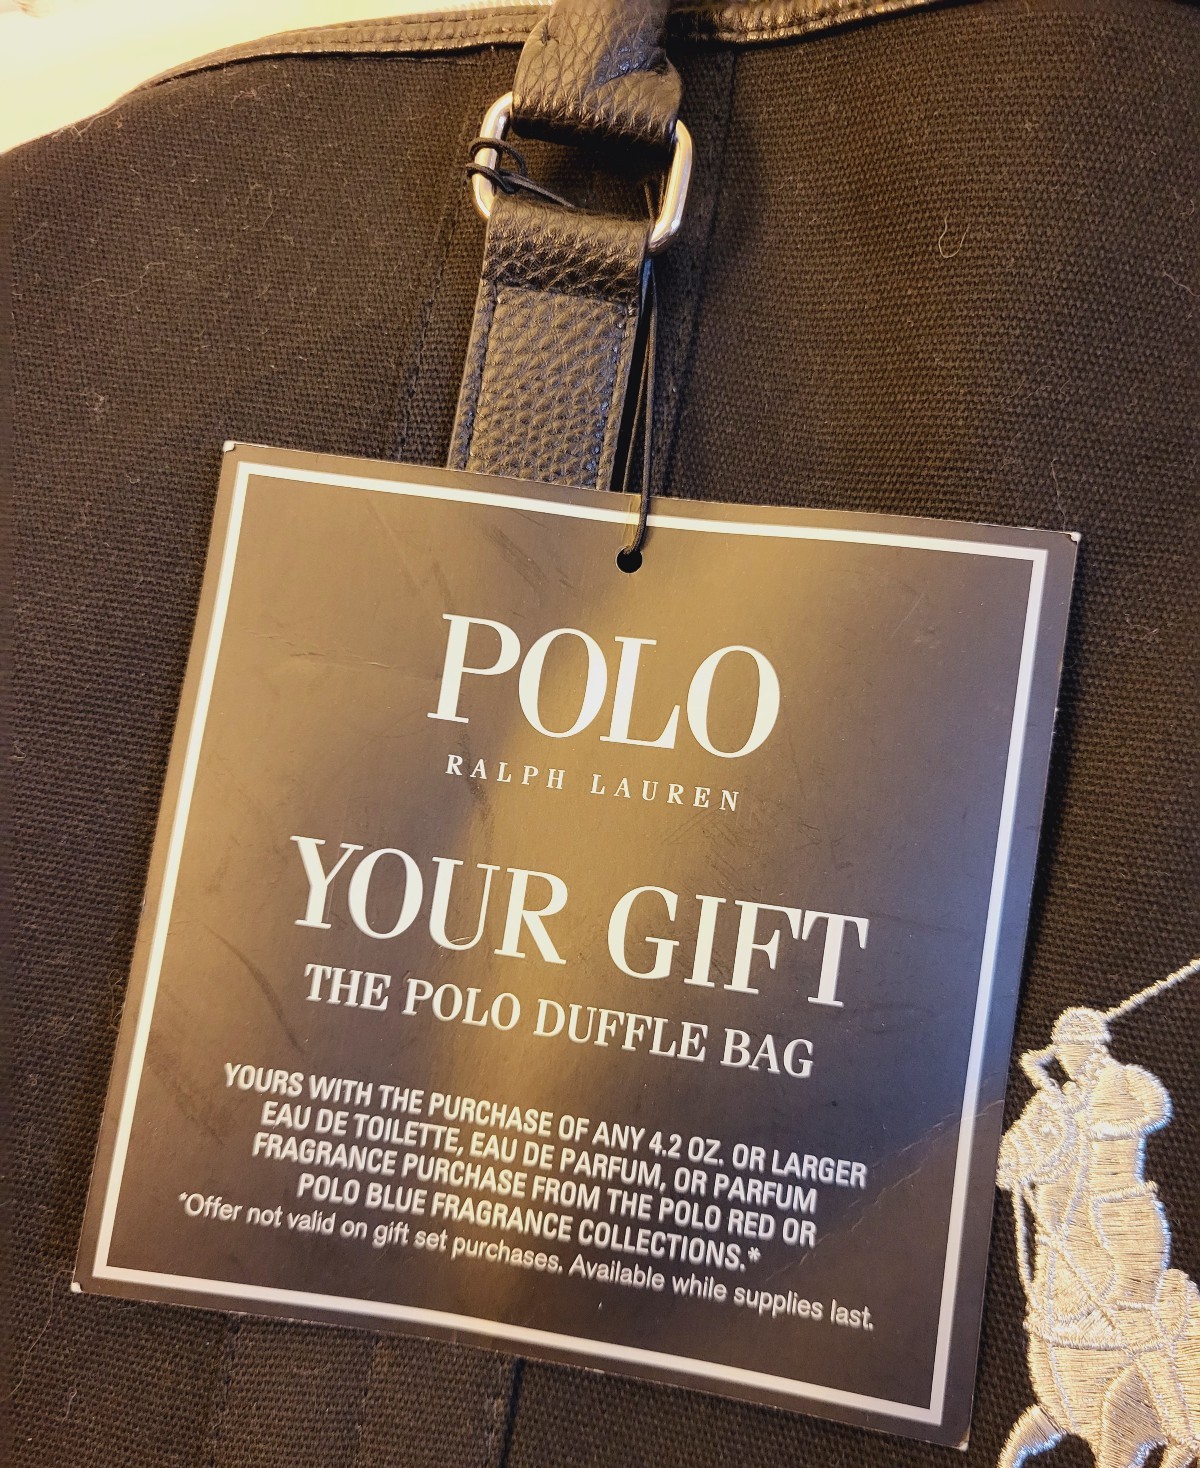 POLO
RALPH LAUREN
YOUR GIFT
THE POLO DUFFLE BAG
YOURS WITH THE PURCHASE OF ANY 4.2 OZ. OR LARGER
EAU DE TOILETTE, EAU DE PARFUM, OR PARFUM
FRAGRANCE PURCHASE FROM THE POLO RED OR
POLO BLUE FRAGRANCE COLLECTIONS.*
*Offer not valid on gift set purchases. Available while supplies last.